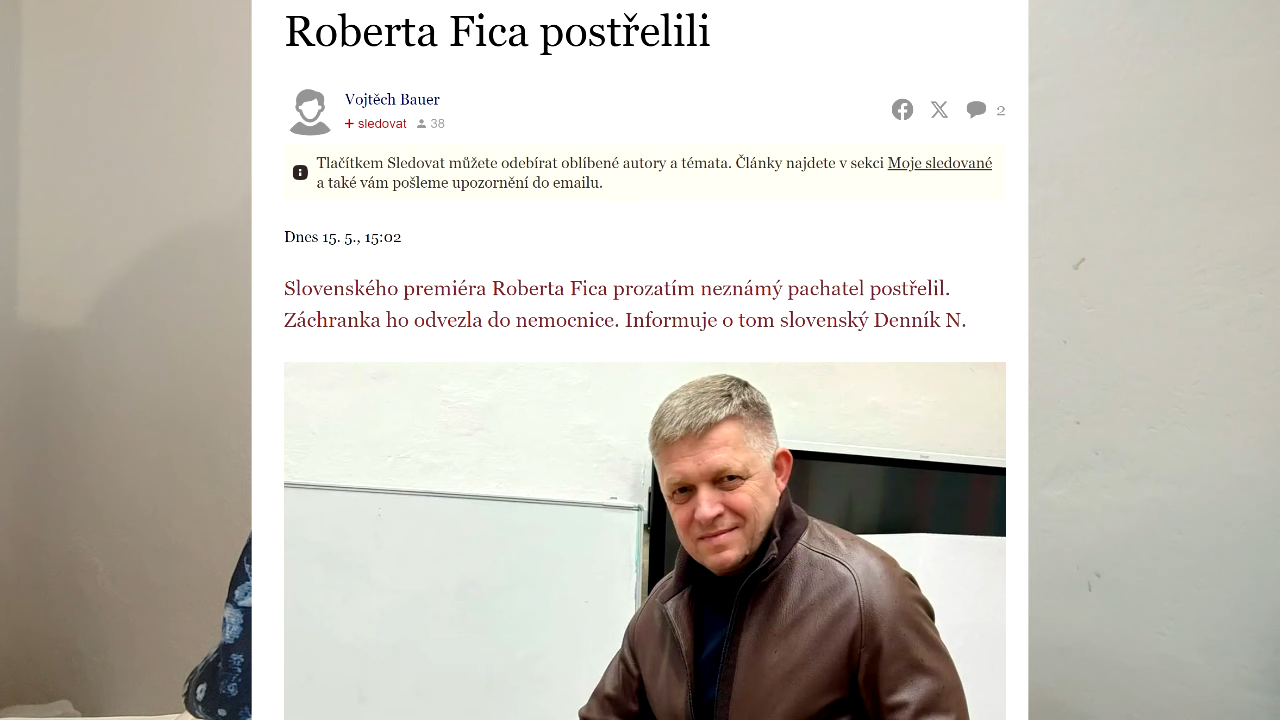 Roberta Fica postřelili
Vojtěch Bauer
+ sledovat 38
2
Tlačítkem Sledovat můžete odebírat oblíbené autory a témata. Články najdete v sekci Moje sledované
a také vám pošleme upozornění do emailu.
Dnes 15. 5., 15:02
Slovenského premiéra Roberta Fica prozatím neznámý pachatel postřelil.
Záchranka ho odvezla do nemocnice. Informuje o tom slovenský Denník N.